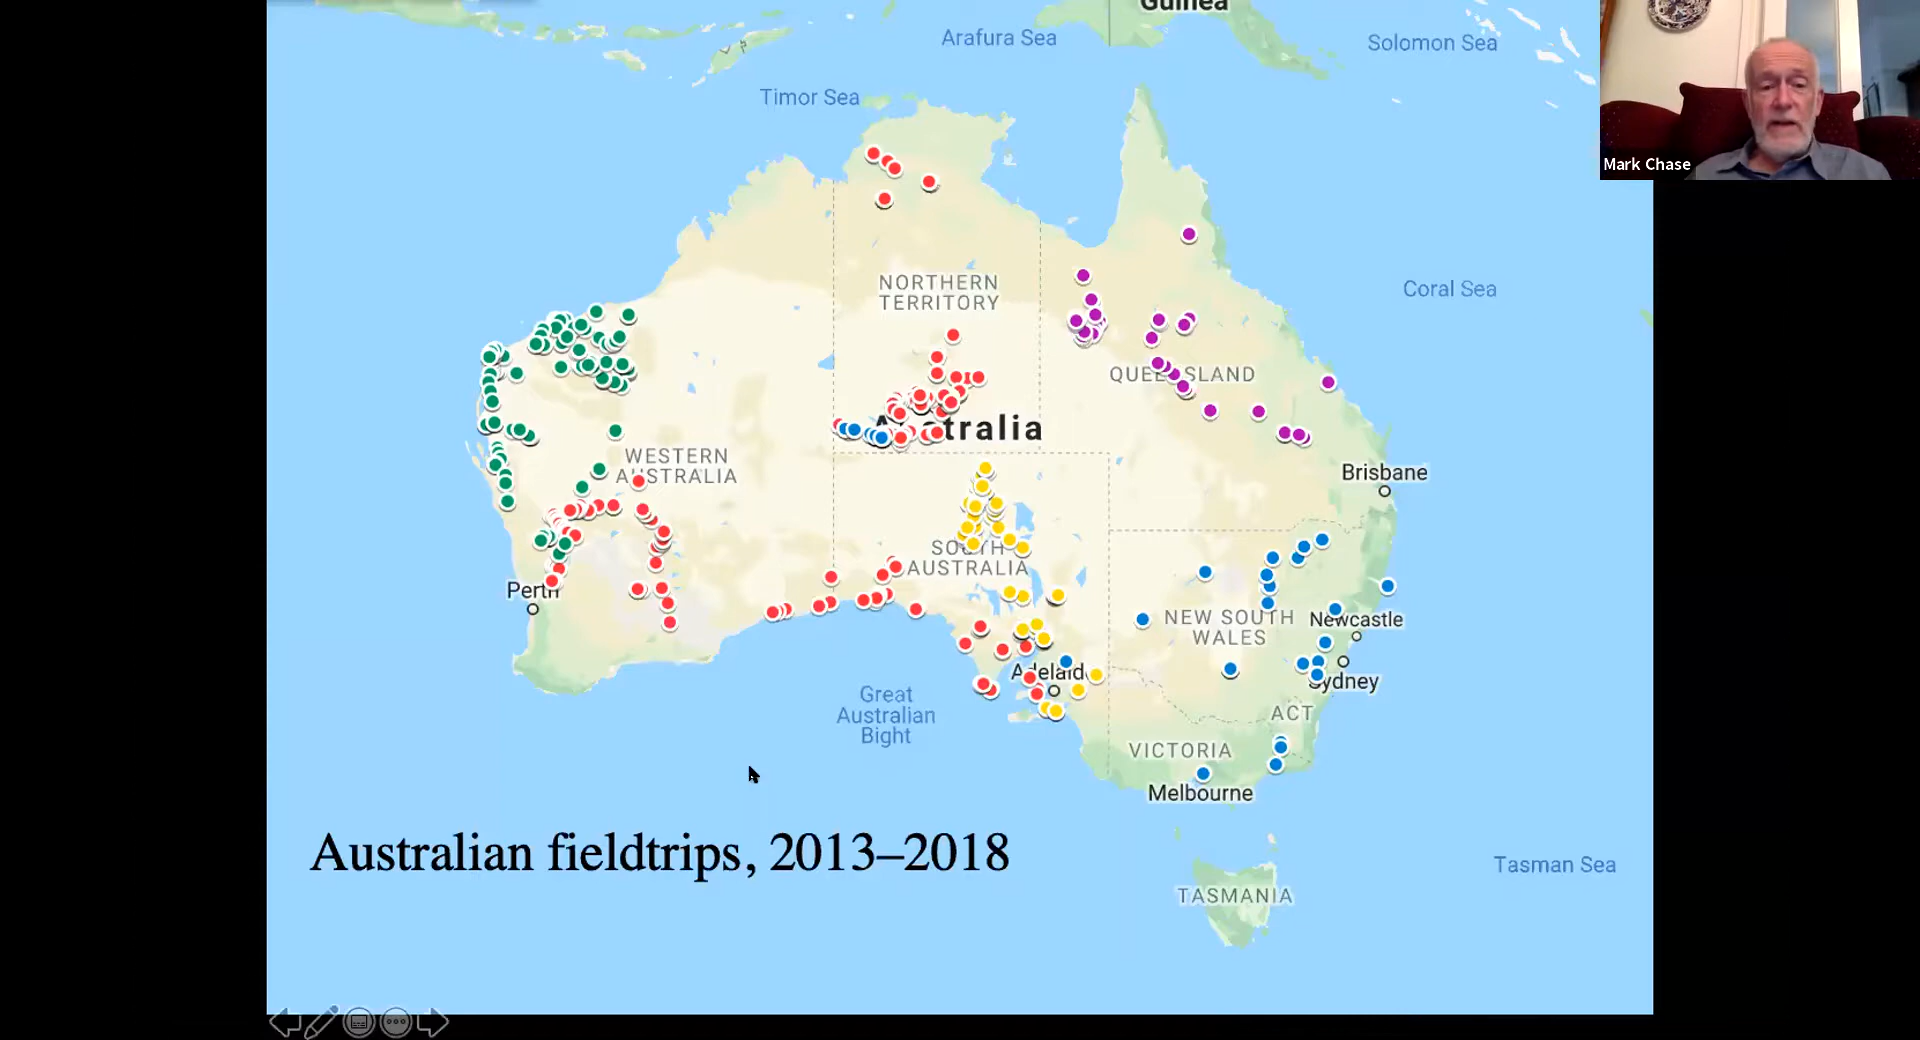 Guinea
Arafura Sea
Solomon Sea
Timor Sea
Mark Chase
NORTHERN
TERRITORY
Coral Sea
QUEENSLAND
Australia
WESTERN
AUSTRALIA
Brisbane
SOUTH
AUSTRALIA
Perth
NEW SOUTH
WALES
Newcastle
Adelaide
Sydney
Great
Australian
Bight
ACT
VICTORIA
Melbourne
Australian fieldtrips, 2013–2018
Tasman Sea
TASMANIA